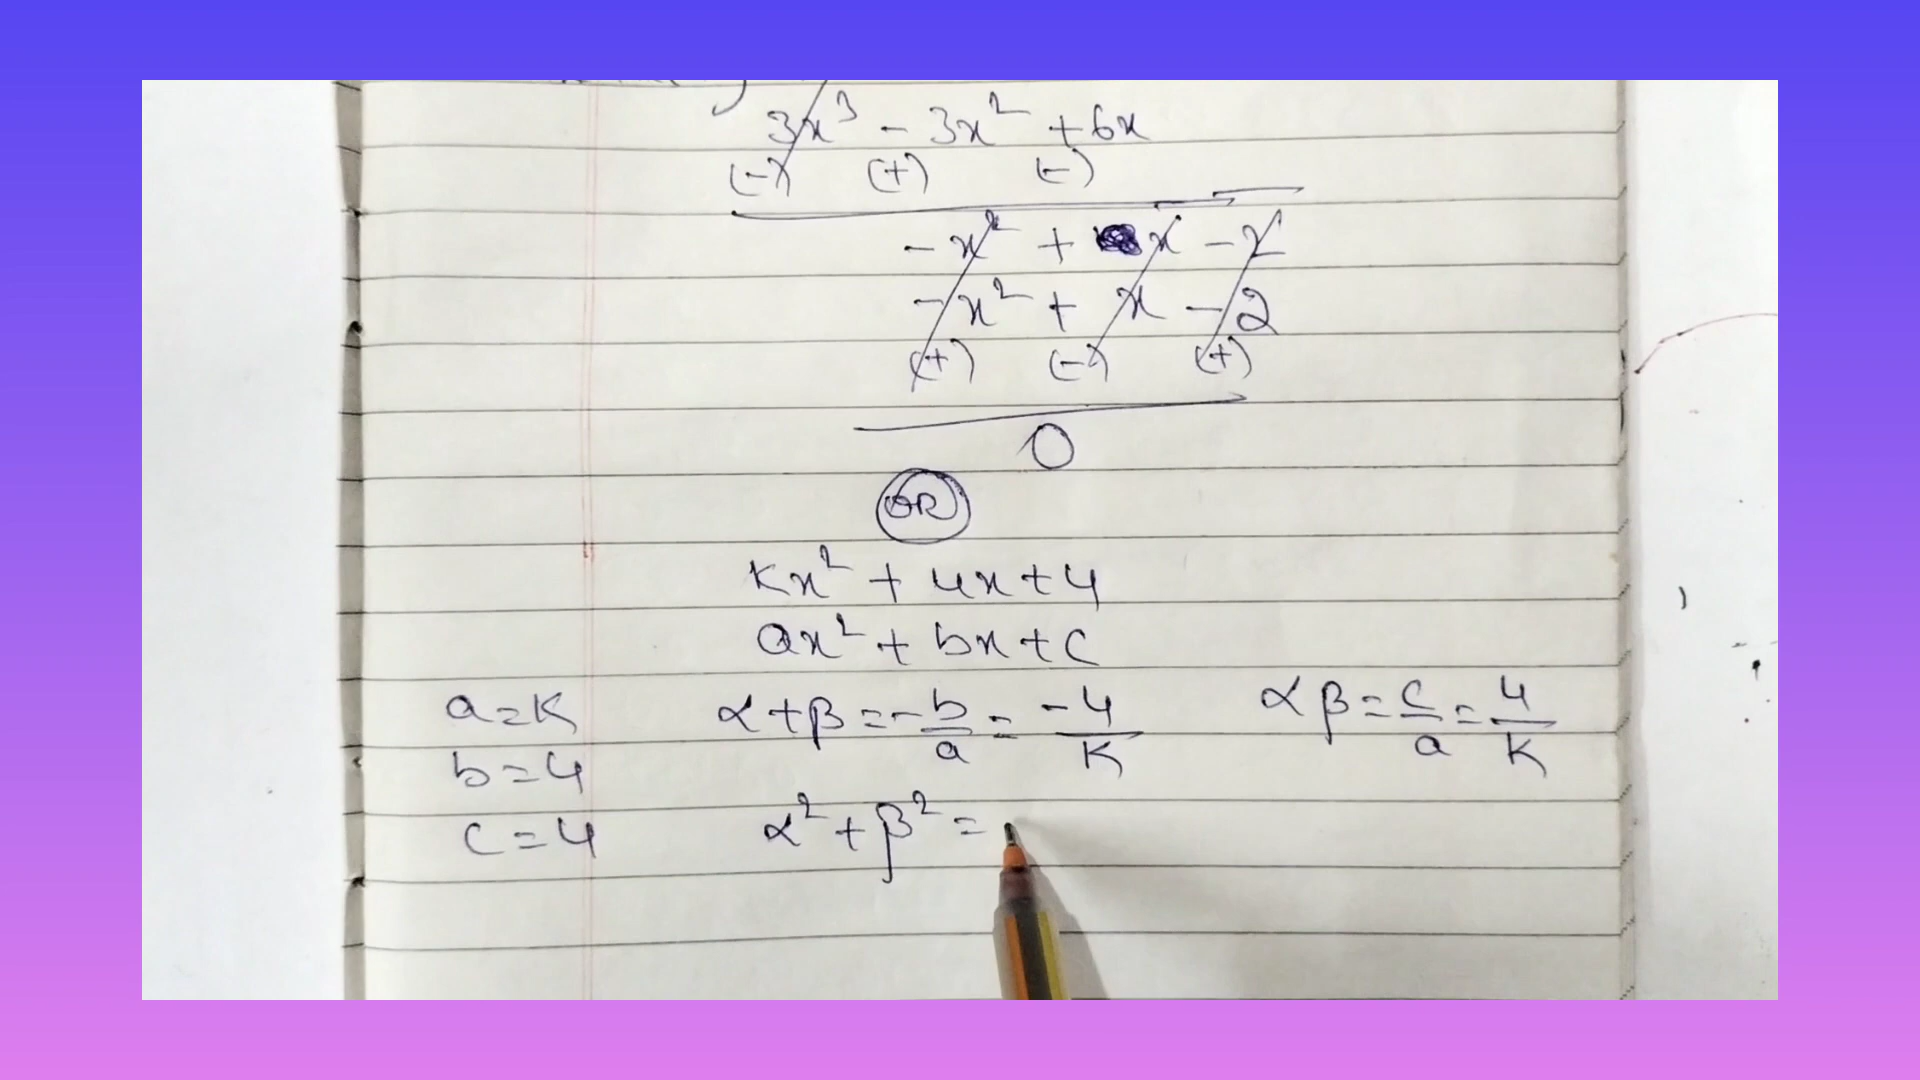 3x³ - 3x² + 6x
(-) (+) (-)
-x² + x - 2
-x² + x - 2
(+) (-) (+)
0
OR
Kx² + 4x + 4
ax² + bx + c
a = K α + β = -b/a = -4/K αβ = c/a = 4/K
b = 4
c = 4 α² + β² =